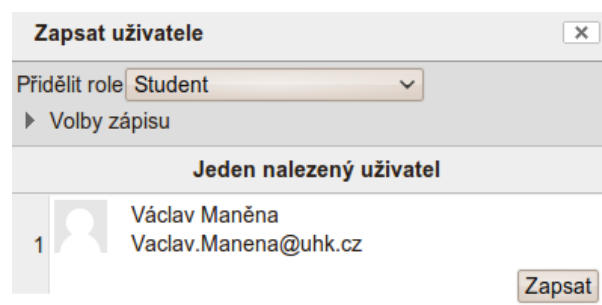 Zapsat uživatele
Přidělit role Student
Volby zápisu
Jeden nalezený uživatel
1
Václav Maněna
Vaclav.Manena@uhk.cz
Zapsat